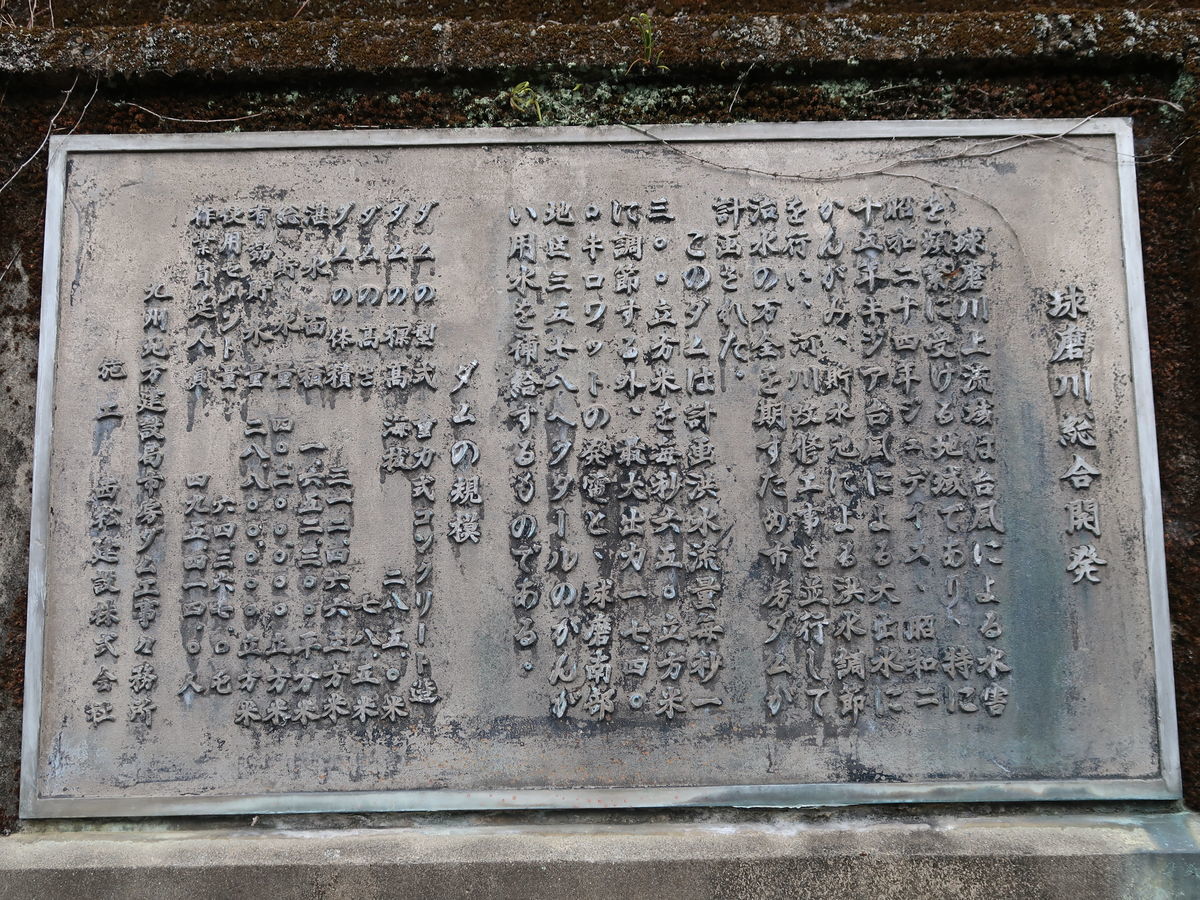 球磨川総合開発
球磨川上流域は台風による水害
を頻繁に受ける地域であり、特に
昭和二十四年ジュディス、昭和二
十五年キジア台風による大出水に
かんがみ、貯水池による洪水調節
を行い、河川改修工事と並行して
治水の万全を期すため市房ダムが
計画された。
このダムは計画洪水流量毎秒一
三〇〇立方米を毎秒六五〇立方米
に調節する外、最大出力一七一四〇
〇キロワットの発電と、球磨南部
地区三五七八ヘクタールのかんが
い用水を補給するものである。
ダムの規模
ダムの型式 重力式コンクリート造
ダムの標高 海抜 二八五・〇米
ダムの高さ 七八・五米
ダムの体積 三一二四六六立方米
湛水面積 一六五二三〇〇平方米
総貯水量 四〇二〇〇〇〇〇立方米
有効貯水量 二八八〇〇〇〇〇立方米
使用セメント量 六四三六七・〇屯
作業員延人員 四九五四一四・〇人
九州地方建設局市房ダム工事々務所
施工 西松建設株式会社